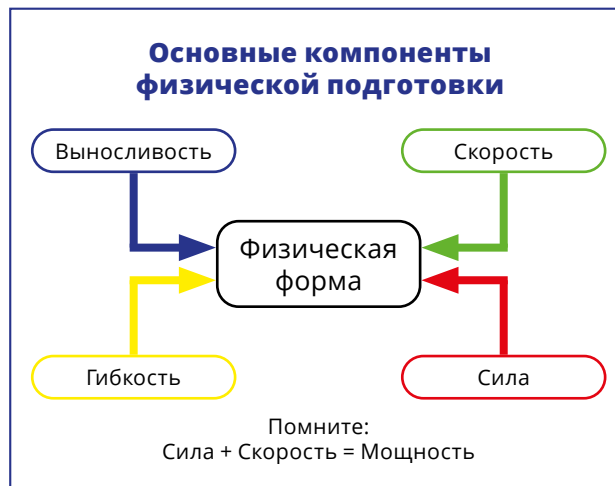 Основные компоненты
физической подготовки
Выносливость
Скорость
Физическая
форма
Гибкость
Сила
Помните:
Сила + Скорость = Мощность